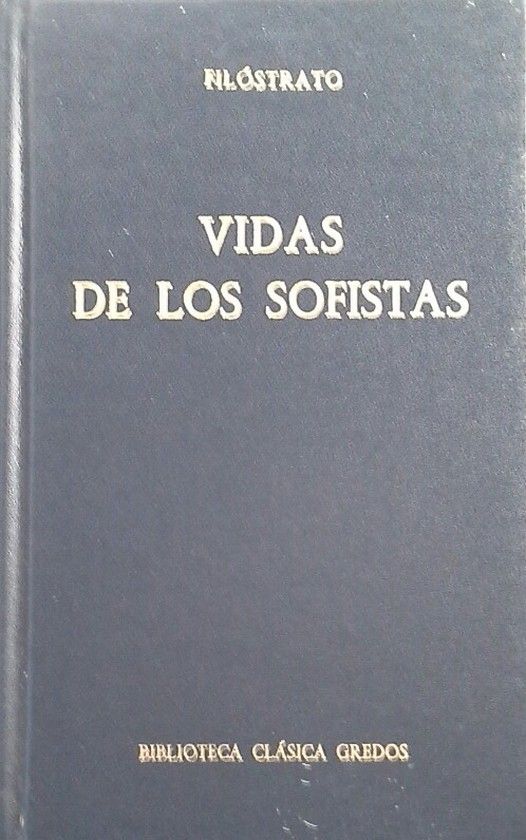 FILÓSTRATO
VIDAS
DE LOS SOFISTAS
BIBLIOTECA CLÁSICA GREDOS